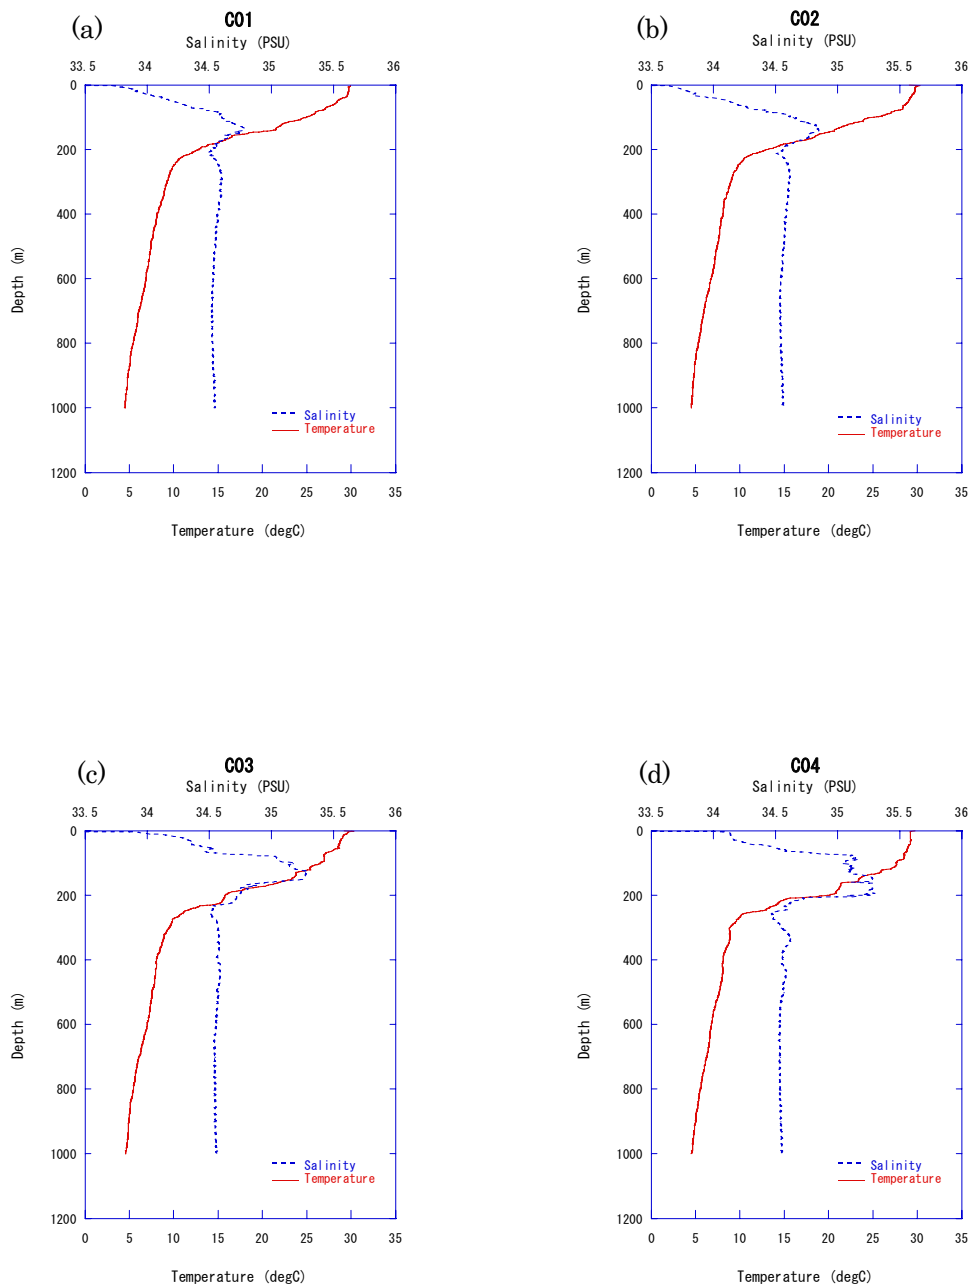 (a)
C01
Salinity (PSU)
33.5 34 34.5 35 35.5 36
0
200
400
600
800
1000
1200
Depth (m)
Salinity
Temperature
0 5 10 15 20 25 30 35
Temperature (degC)
(b)
C02
Salinity (PSU)
33.5 34 34.5 35 35.5 36
0
200
400
600
800
1000
1200
Depth (m)
Salinity
Temperature
0 5 10 15 20 25 30 35
Temperature (degC)
(c)
C03
Salinity (PSU)
33.5 34 34.5 35 35.5 36
0
200
400
600
800
1000
1200
Depth (m)
Salinity
Temperature
0 5 10 15 20 25 30 35
Temperature (degC)
(d)
C04
Salinity (PSU)
33.5 34 34.5 35 35.5 36
0
200
400
600
800
1000
1200
Depth (m)
Salinity
Temperature
0 5 10 15 20 25 30 35
Temperature (degC)